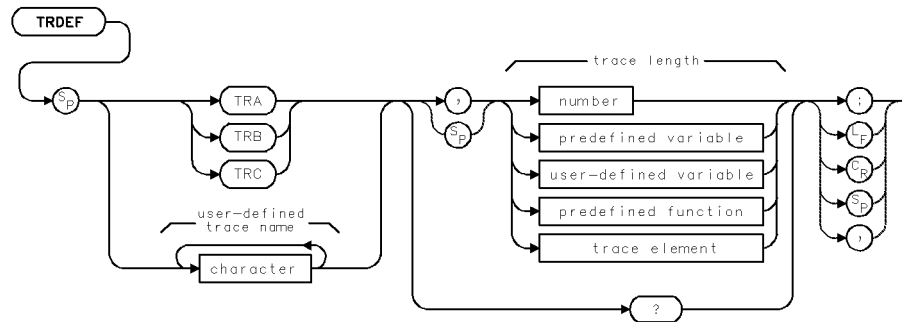 TRDEF
SP
TRA
TRB
TRC
user-defined
trace name
character
,
SP
trace length
number
predefined variable
user-defined variable
predefined function
trace element
?
;
LF
CR
SP
,